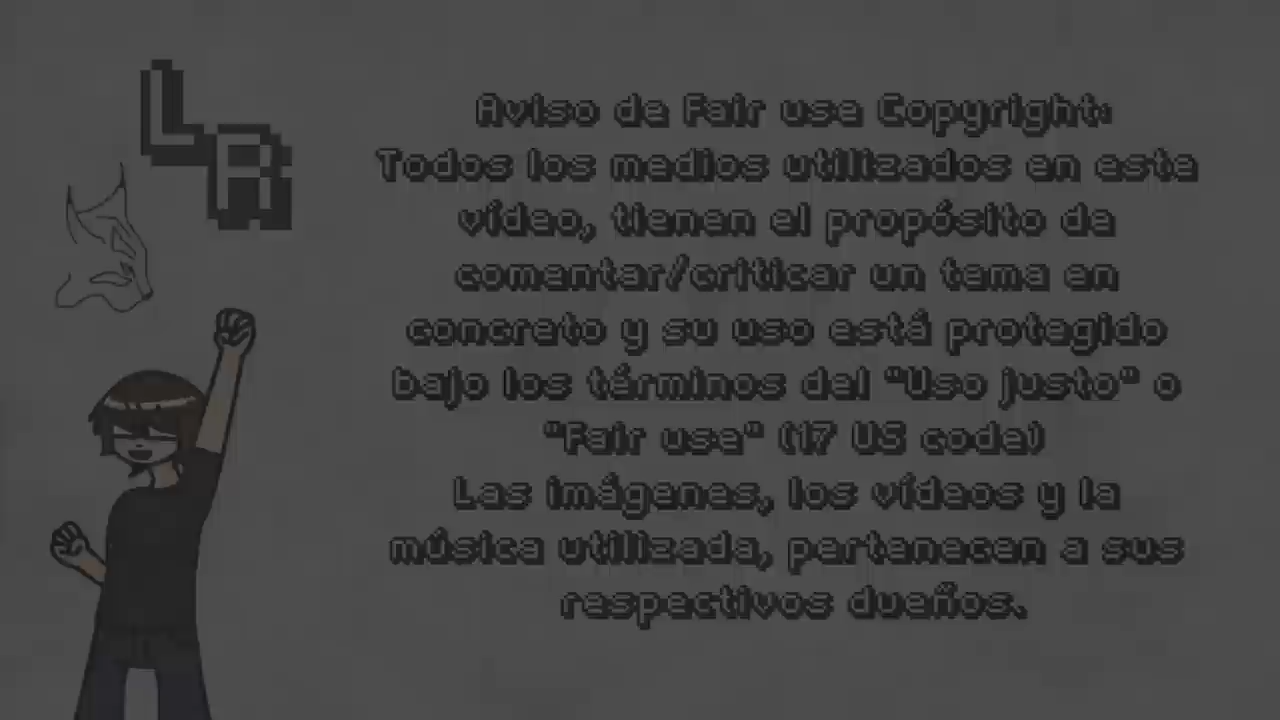 LR
Aviso de Fair use Copyright:
Todos los medios utilizados en este
vídeo, tienen el propósito de
comentar/criticar un tema en
concreto y su uso está protegido
bajo los términos del "Uso justo" o
"Fair use" (17 US code)
Las imágenes, los vídeos y la
música utilizada, pertenecen a sus
respectivos dueños.